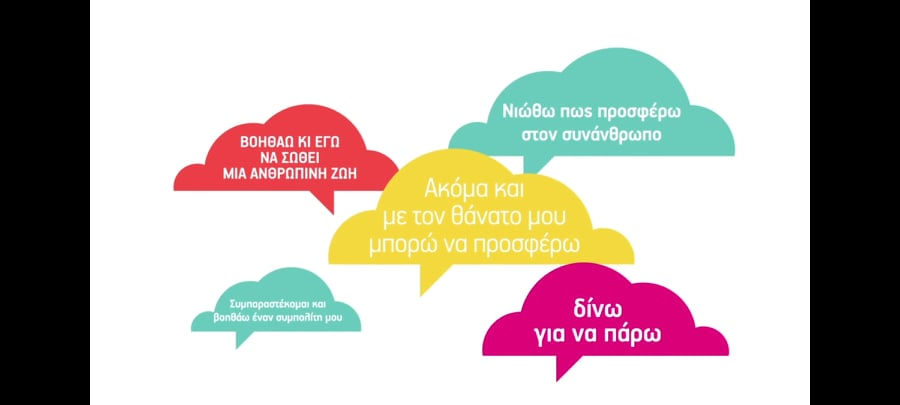 Νιώθω πως προσφέρω
στον συνάνθρωπο
ΒΟΗΘΑΩ ΚΙ ΕΓΩ
ΝΑ ΣΩΘΕΙ
ΜΙΑ ΑΝΘΡΩΠΙΝΗ ΖΩΗ
Ακόμα και
με τον θάνατο μου
μπορώ να προσφέρω
Συμπαραστέκομαι και
βοηθάω έναν συμπολίτη μου
δίνω
για να πάρω